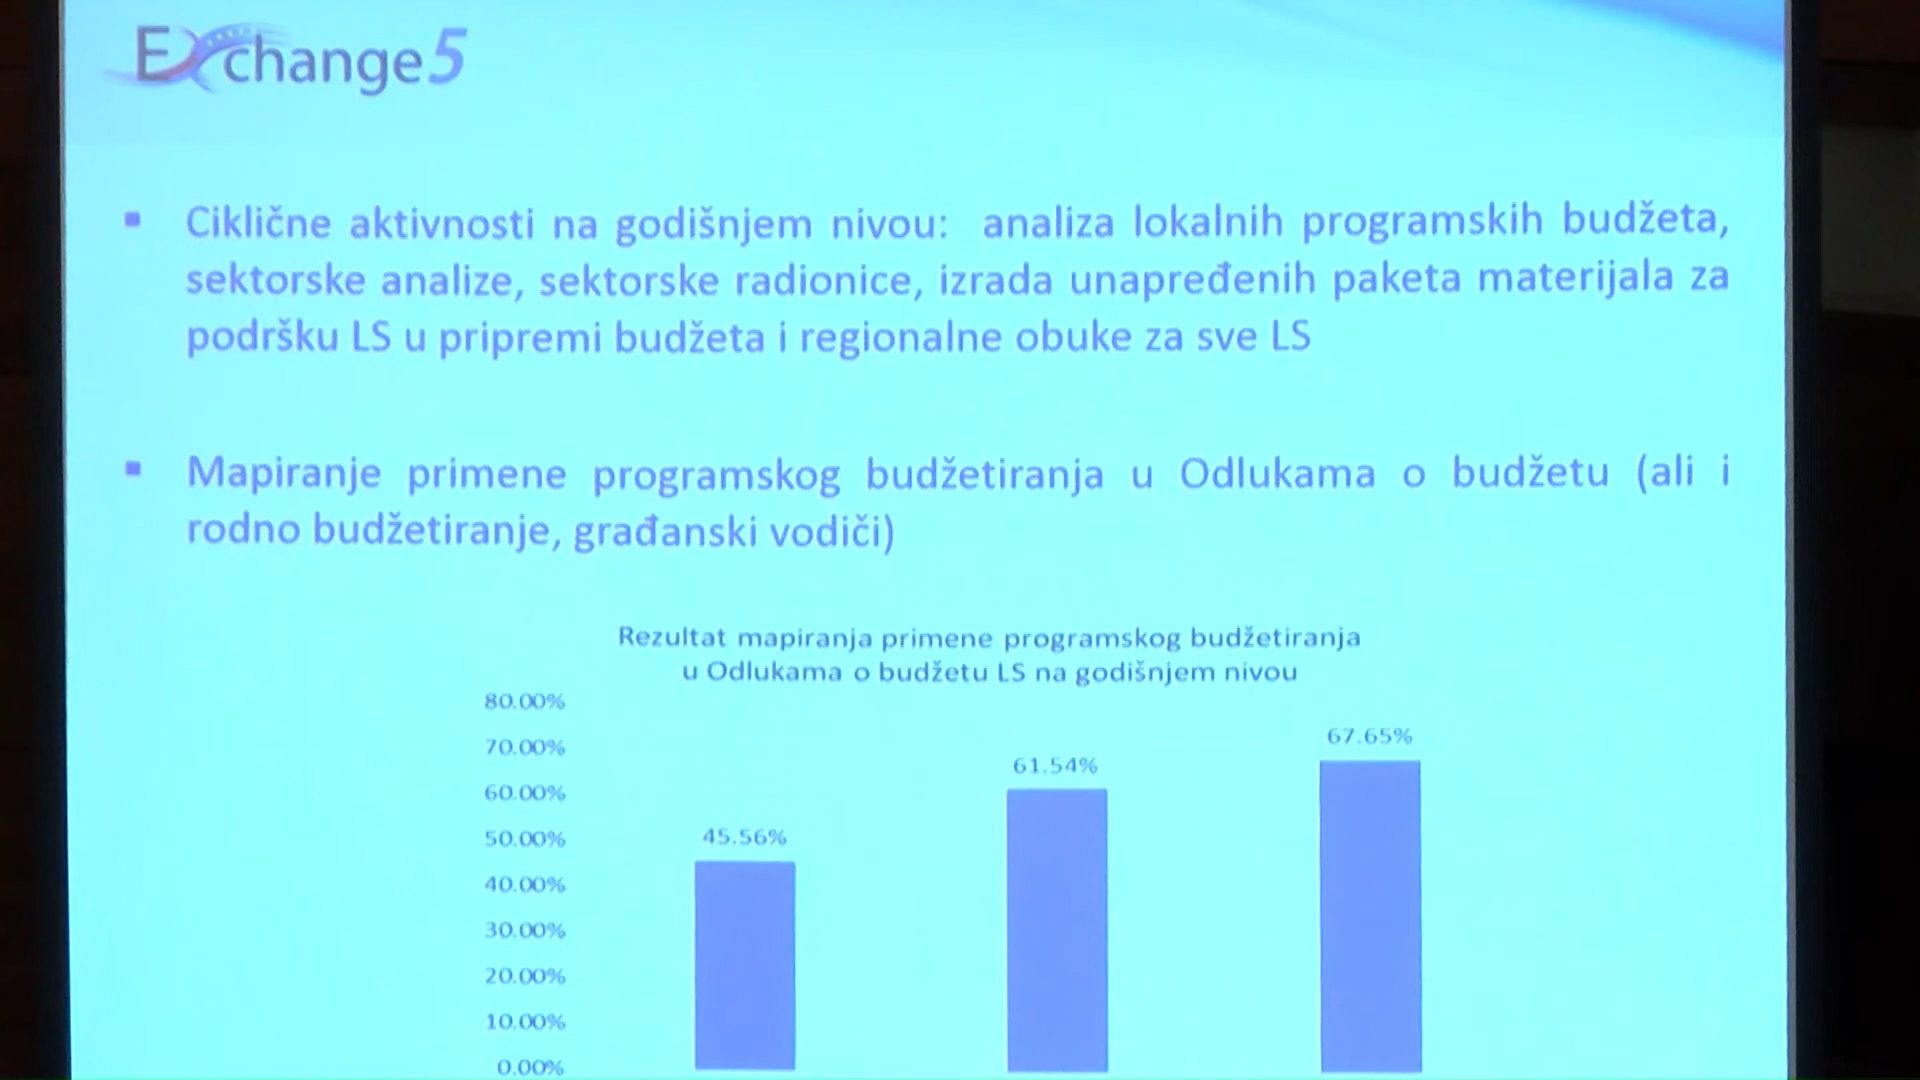 Exchange 5
▪ Ciklične aktivnosti na godišnjem nivou: analiza lokalnih programskih budžeta,
sektorske analize, sektorske radionice, izrada unapređenih paketa materijala za
podršku LS u pripremi budžeta i regionalne obuke za sve LS
▪ Mapiranje primene programskog budžetiranja u Odlukama o budžetu (ali i
rodno budžetiranje, građanski vodiči)
Rezultat mapiranja primene programskog budžetiranja
u Odlukama o budžetu LS na godišnjem nivou
80.00%
70.00%
60.00%
50.00%
40.00%
30.00%
20.00%
10.00%
0.00%
45.56%
61.54%
67.65%